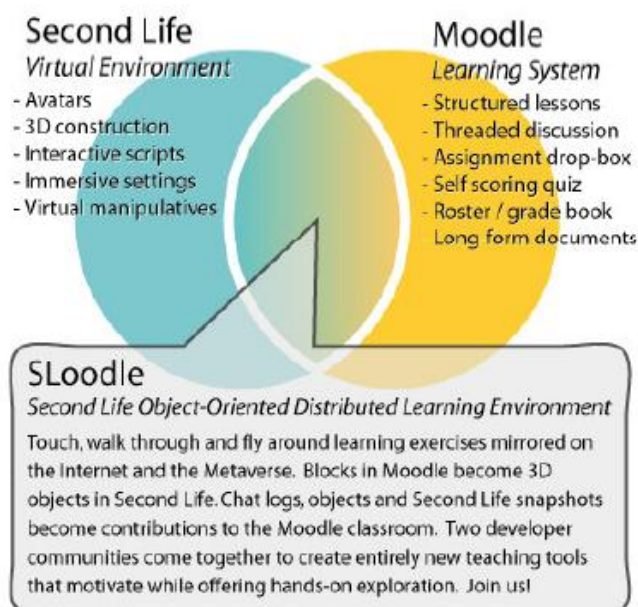 Second Life
Virtual Environment
- Avatars
- 3D construction
- Interactive scripts
- Immersive settings
- Virtual manipulatives
Moodle
Learning System
- Structured lessons
- Threaded discussion
- Assignment drop-box
- Self scoring quiz
- Roster / grade book
Long form documents
SLoodle
Second Life Object-Oriented Distributed Learning Environment
Touch, walk through and fly around learning exercises mirrored on
the Internet and the Metaverse. Blocks in Moodle become 3D
objects in Second Life. Chat logs, objects and Second Life snapshots
become contributions to the Moodle classroom. Two developer
communities come together to create entirely new teaching tools
that motivate while offering hands-on exploration. Join us!